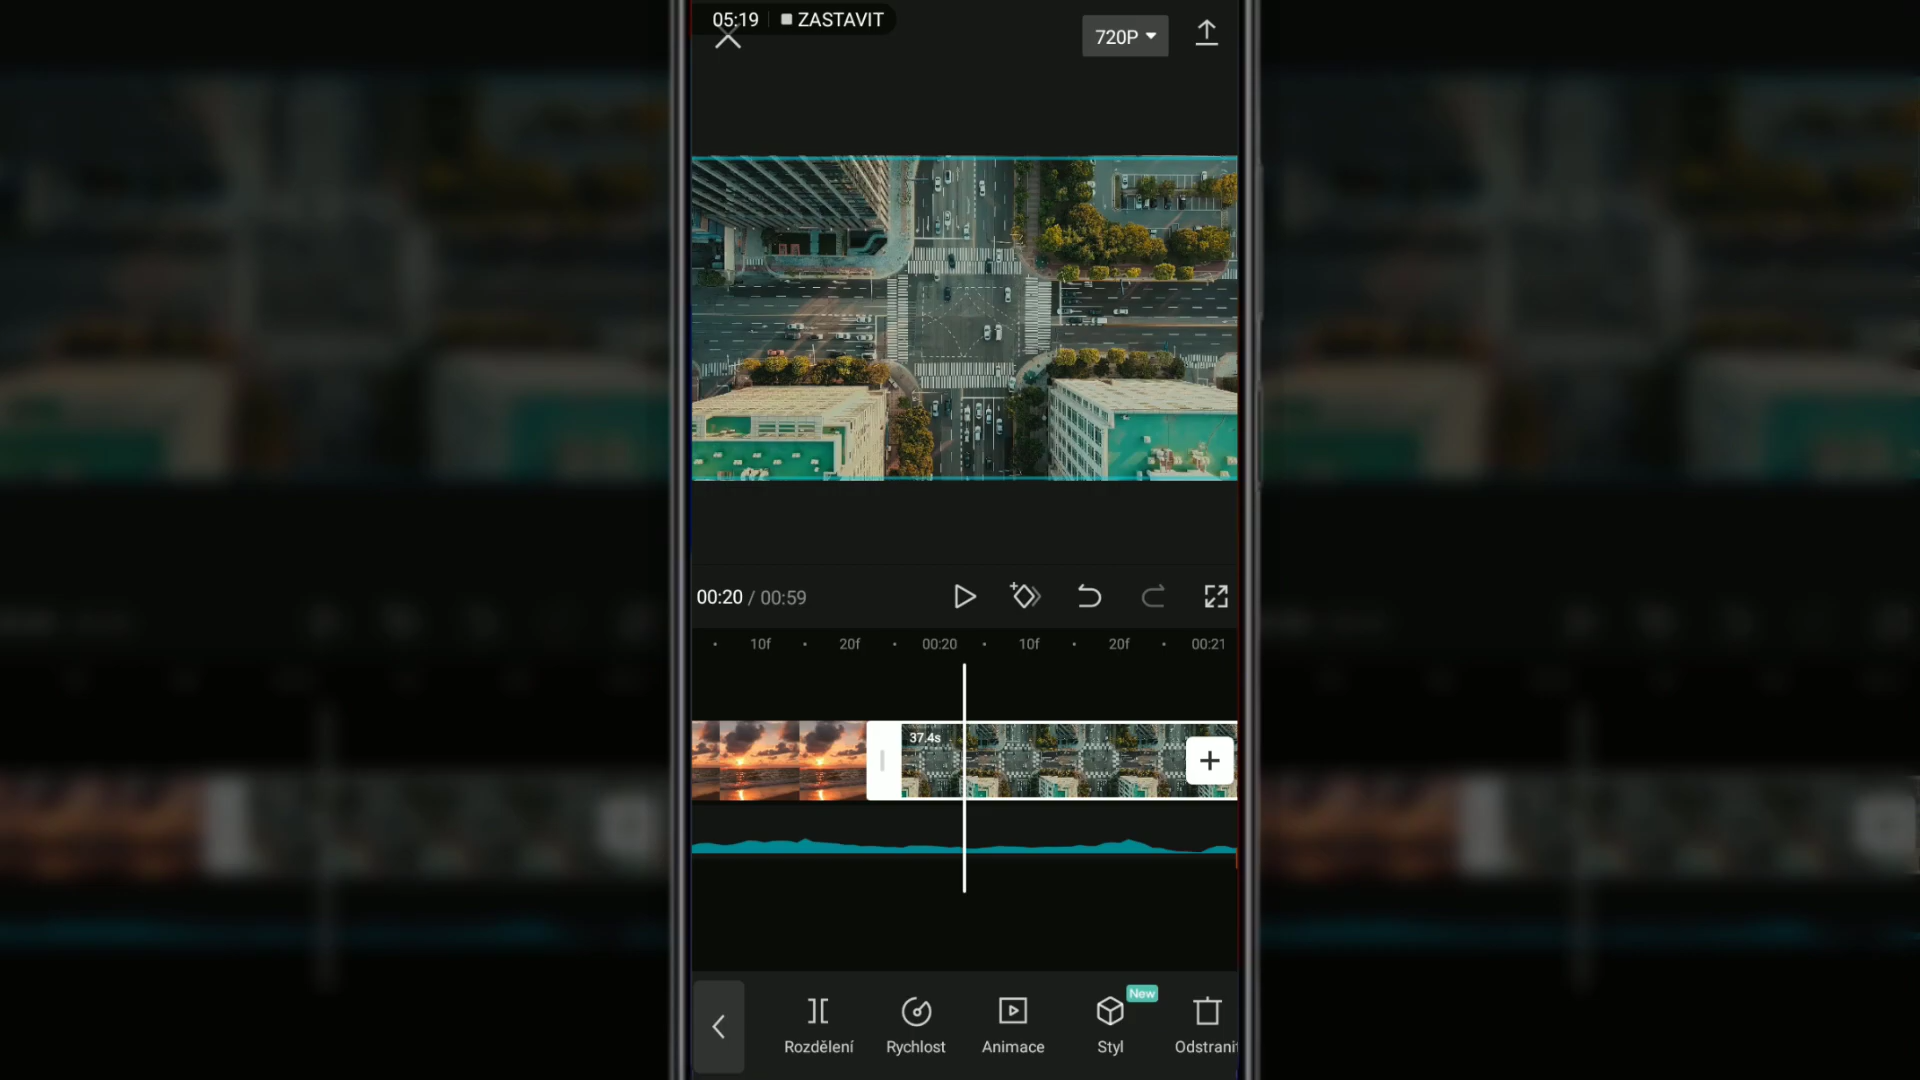 05:19 ZASTAVIT
720P
00:20 / 00:59
10f 20f 00:20 10f 20f 00:21
37.4s
New
Rozdělení Rychlost Animace Styl Odstranit